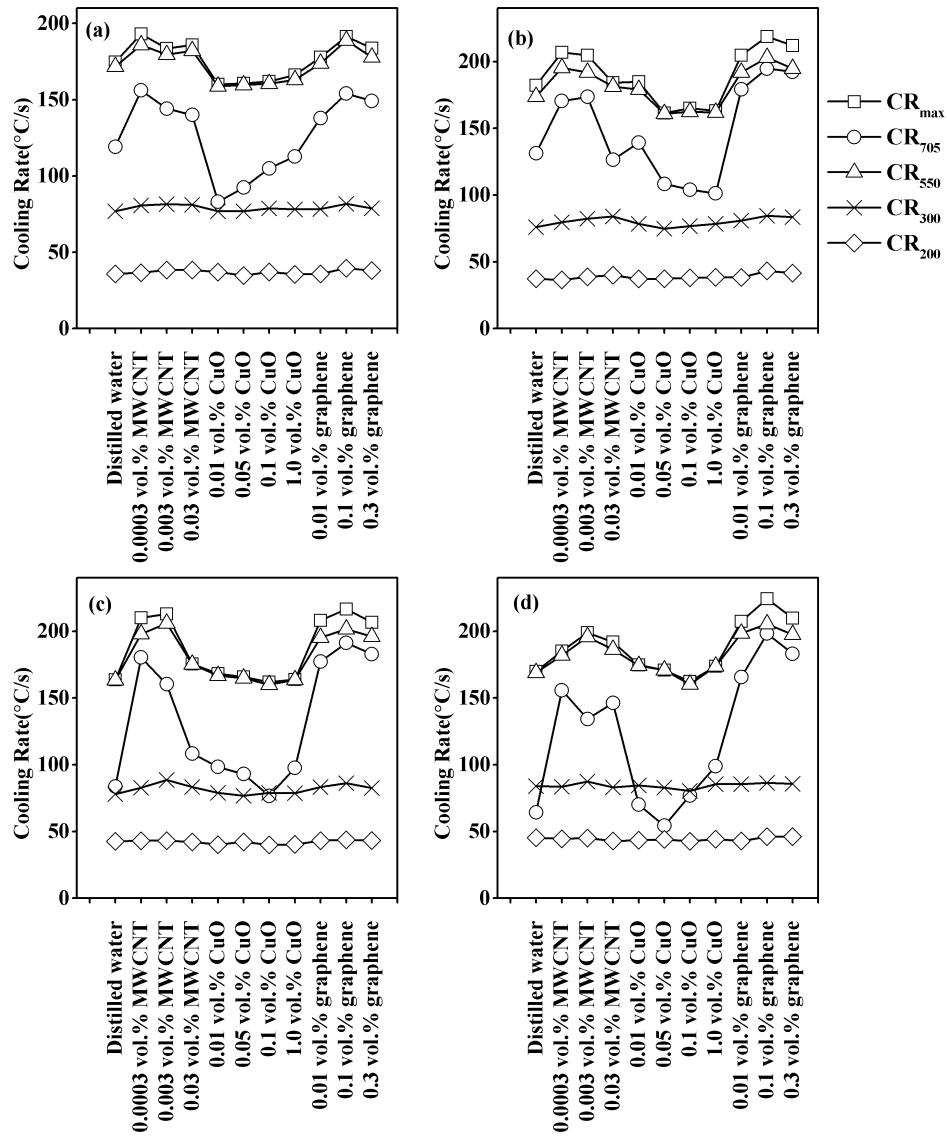 (a)
Cooling Rate(°C/s)
200
150
100
50
0
Distilled water
0.0003 vol.% MWCNT
0.003 vol.% MWCNT
0.03 vol.% MWCNT
0.01 vol.% CuO
0.05 vol.% CuO
0.1 vol.% CuO
1.0 vol.% CuO
0.01 vol.% graphene
0.1 vol.% graphene
0.3 vol.% graphene
(b)
Cooling Rate(°C/s)
200
150
100
50
0
Distilled water
0.0003 vol.% MWCNT
0.003 vol.% MWCNT
0.03 vol.% MWCNT
0.01 vol.% CuO
0.05 vol.% CuO
0.1 vol.% CuO
1.0 vol.% CuO
0.01 vol.% graphene
0.1 vol.% graphene
0.3 vol.% graphene
CRmax
CR705
CR550
CR300
CR200
(c)
Cooling Rate(°C/s)
200
150
100
50
0
Distilled water
0.0003 vol.% MWCNT
0.003 vol.% MWCNT
0.03 vol.% MWCNT
0.01 vol.% CuO
0.05 vol.% CuO
0.1 vol.% CuO
1.0 vol.% CuO
0.01 vol.% graphene
0.1 vol.% graphene
0.3 vol.% graphene
(d)
Cooling Rate(°C/s)
200
150
100
50
0
Distilled water
0.0003 vol.% MWCNT
0.003 vol.% MWCNT
0.03 vol.% MWCNT
0.01 vol.% CuO
0.05 vol.% CuO
0.1 vol.% CuO
1.0 vol.% CuO
0.01 vol.% graphene
0.1 vol.% graphene
0.3 vol.% graphene